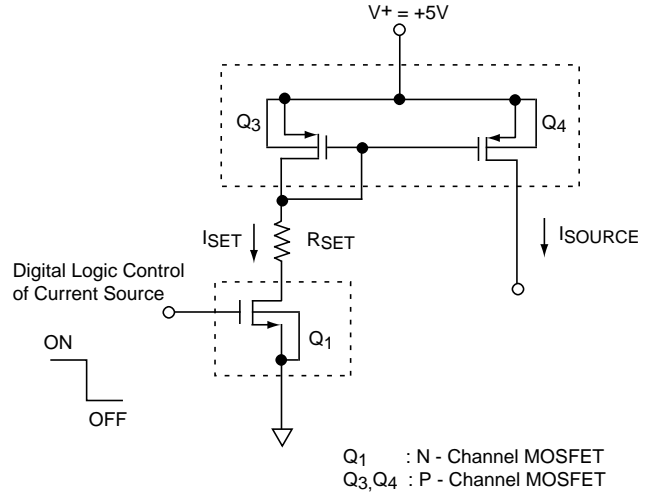 V+ = +5V
Q3
Q4
ISET
RSET
ISOURCE
Digital Logic Control
of Current Source
ON
OFF
Q1
Q1 : N - Channel MOSFET
Q3,Q4 : P - Channel MOSFET